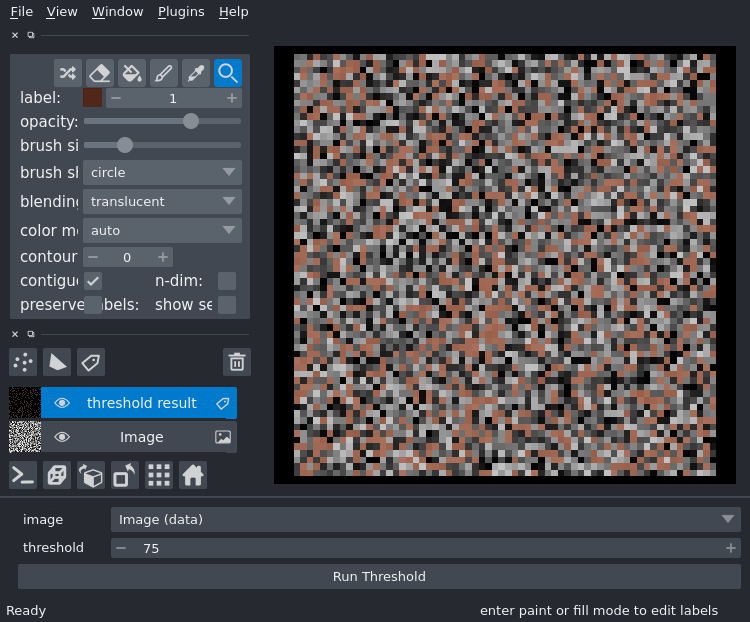 File View Window Plugins Help
label: 1
opacity:
brush si
brush sl circle
blending translucent
color m auto
contour 0
contigu n-dim:
preserve abels: show se
threshold result
Image
image Image (data)
threshold 75
Run Threshold
Ready enter paint or fill mode to edit labels